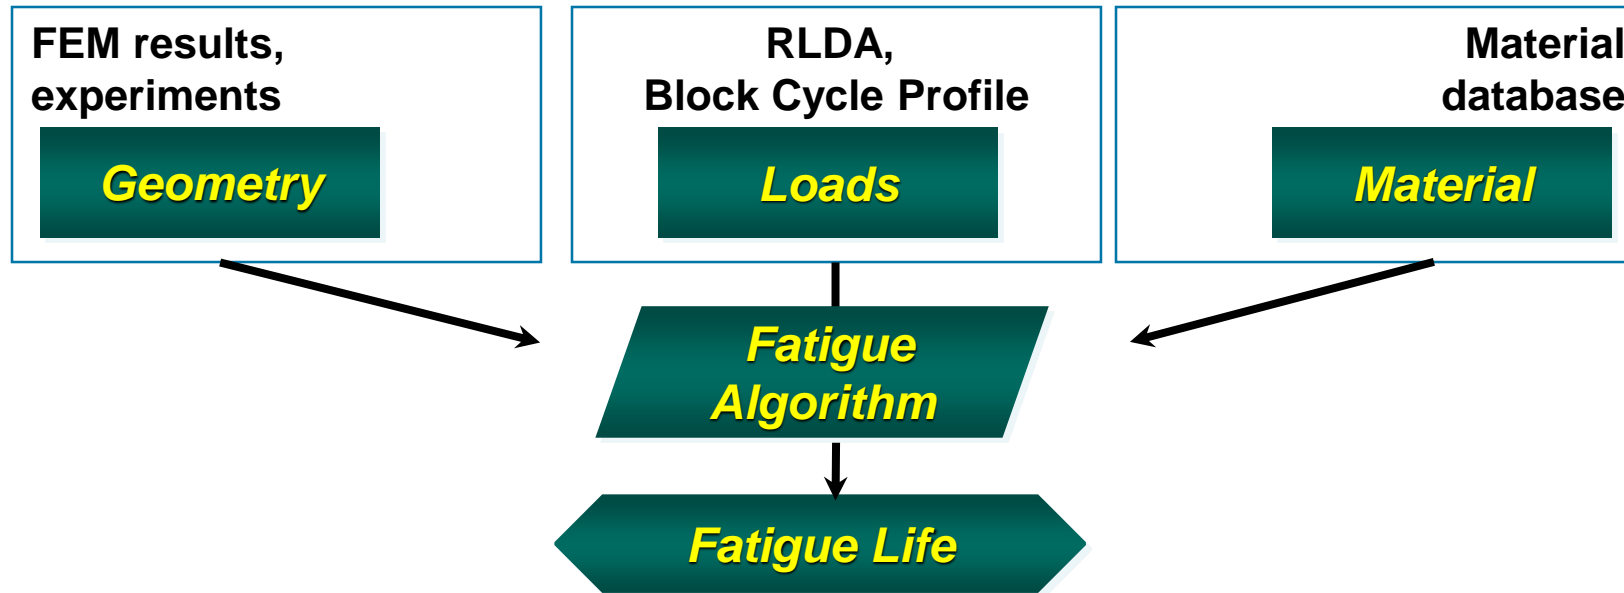 FEM results,
experiments
Geometry
RLDA,
Block Cycle Profile
Loads
Material
database
Material
Fatigue
Algorithm
Fatigue Life